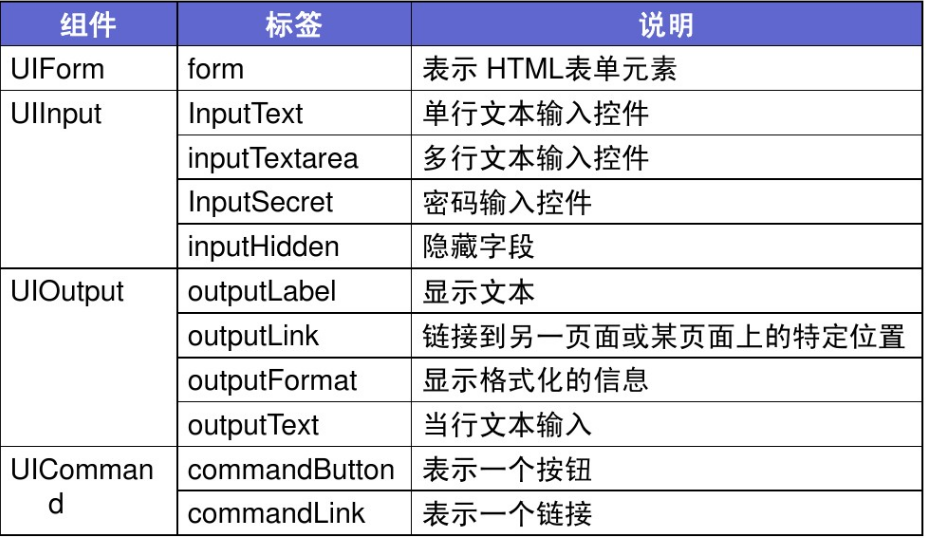 组件 标签 说明
UIForm form 表示 HTML表单元素
UIInput InputText 单行文本输入控件
inputTextarea 多行文本输入控件
InputSecret 密码输入控件
inputHidden 隐藏字段
UIOutput outputLabel 显示文本
outputLink 链接到另一页面或某页面上的特定位置
outputFormat 显示格式化的信息
outputText 当行文本输入
UIComman commandButton 表示一个按钮
d
commandLink 表示一个链接